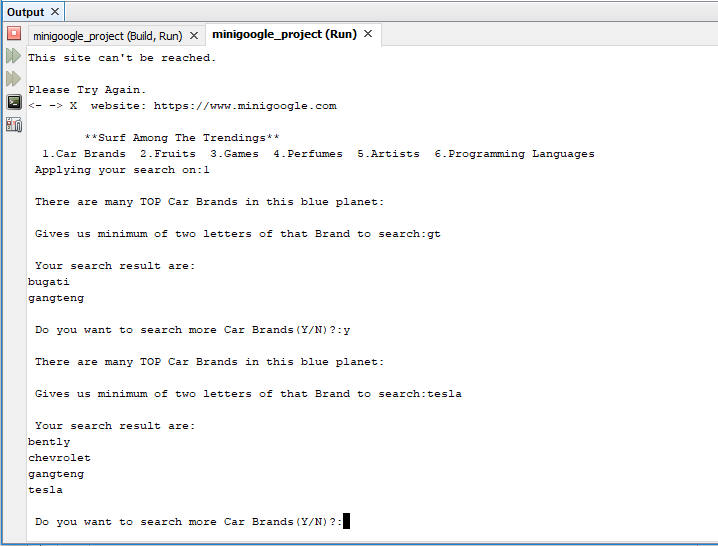 Output ×
minigoogle_project (Build, Run) × minigoogle_project (Run) ×
This site can't be reached.
Please Try Again.
<- -> X  website: https://www.minigoogle.com
**Surf Among The Trendings**
1.Car Brands  2.Fruits  3.Games  4.Perfumes  5.Artists  6.Programming Languages
Applying your search on:1
There are many TOP Car Brands in this blue planet:
Gives us minimum of two letters of that Brand to search:gt
Your search result are:
bugati
gangteng
Do you want to search more Car Brands(Y/N)?:y
There are many TOP Car Brands in this blue planet:
Gives us minimum of two letters of that Brand to search:tesla
Your search result are:
bently
chevrolet
gangteng
tesla
Do you want to search more Car Brands(Y/N)?: